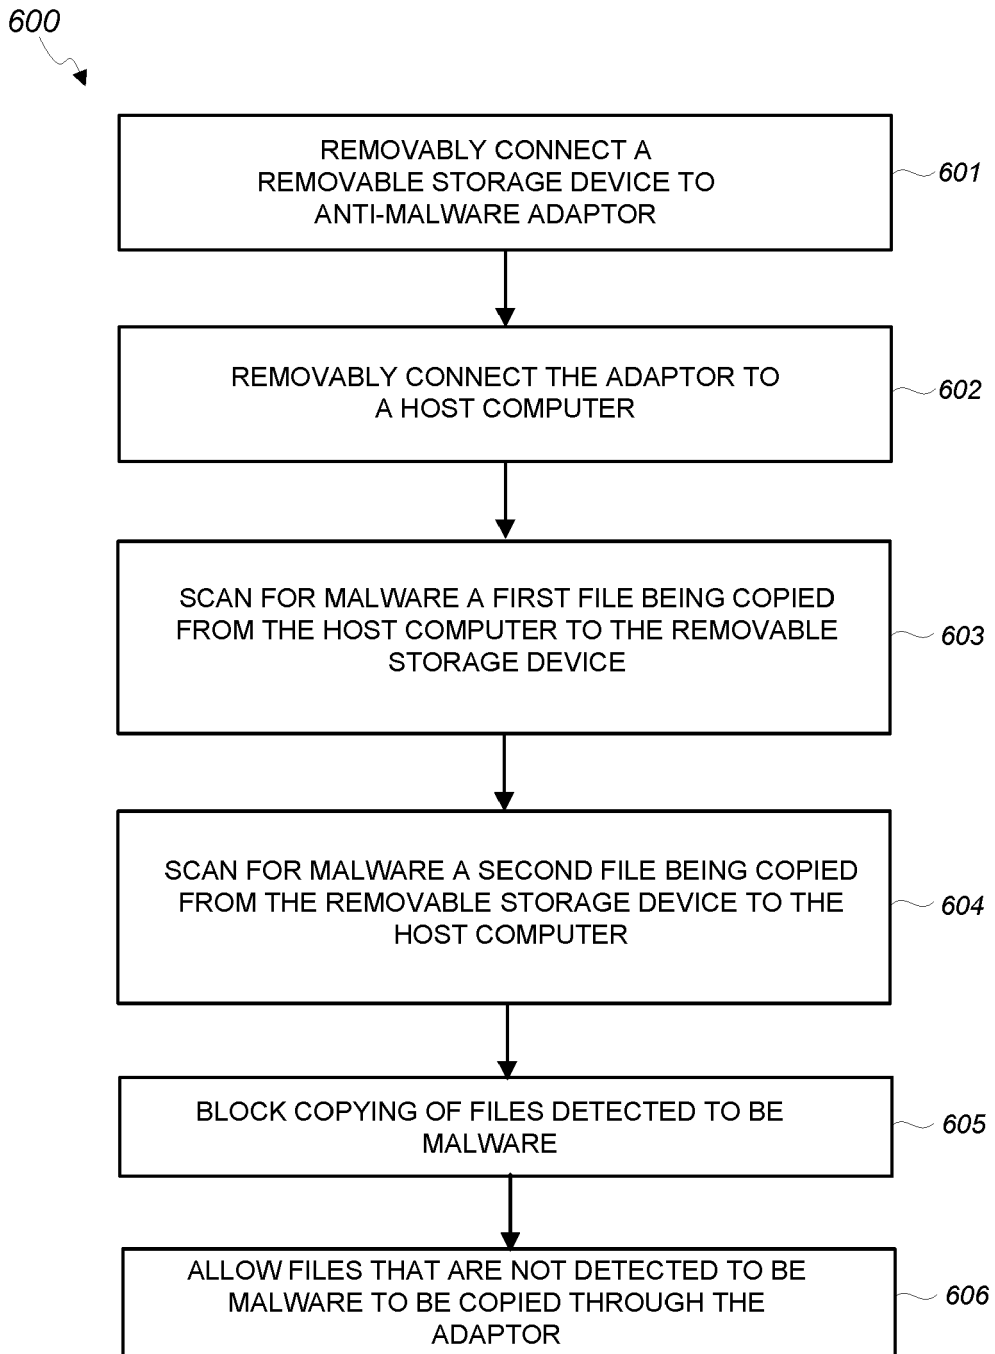 600
REMOVABLY CONNECT A
REMOVABLE STORAGE DEVICE TO
ANTI-MALWARE ADAPTOR
601
REMOVABLY CONNECT THE ADAPTOR TO
A HOST COMPUTER
602
SCAN FOR MALWARE A FIRST FILE BEING COPIED
FROM THE HOST COMPUTER TO THE REMOVABLE
STORAGE DEVICE
603
SCAN FOR MALWARE A SECOND FILE BEING COPIED
FROM THE REMOVABLE STORAGE DEVICE TO THE
HOST COMPUTER
604
BLOCK COPYING OF FILES DETECTED TO BE
MALWARE
605
ALLOW FILES THAT ARE NOT DETECTED TO BE
MALWARE TO BE COPIED THROUGH THE
ADAPTOR
606